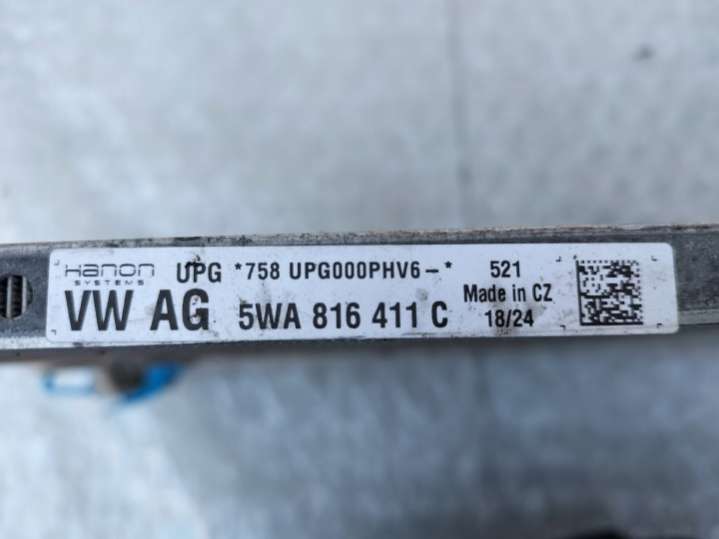 Hanon SYSTEMS UPG *758 UPG000PHV6-* 521
VW AG 5WA 816 411 C Made in CZ
18/24